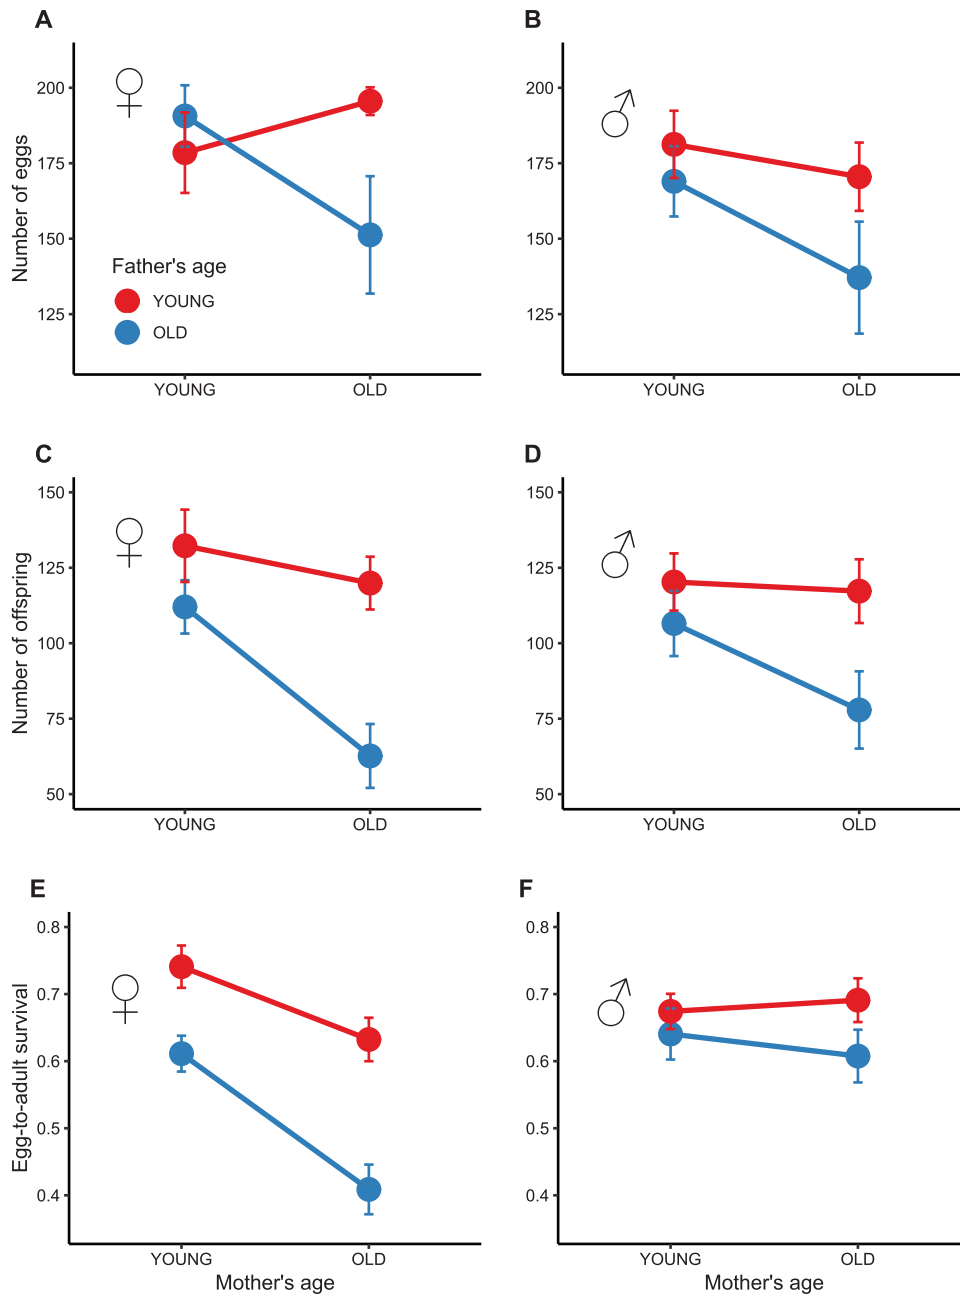 A
Number of eggs
200
175
150
125
♀
Father's age
YOUNG
OLD
YOUNG
OLD
B
200
175
150
125
♂
YOUNG
OLD
C
Number of offspring
150
125
100
75
50
♀
YOUNG
OLD
D
150
125
100
75
50
♂
YOUNG
OLD
E
Egg-to-adult survival
0.8
0.7
0.6
0.5
0.4
♀
YOUNG
OLD
Mother's age
F
0.8
0.7
0.6
0.5
0.4
♂
YOUNG
OLD
Mother's age